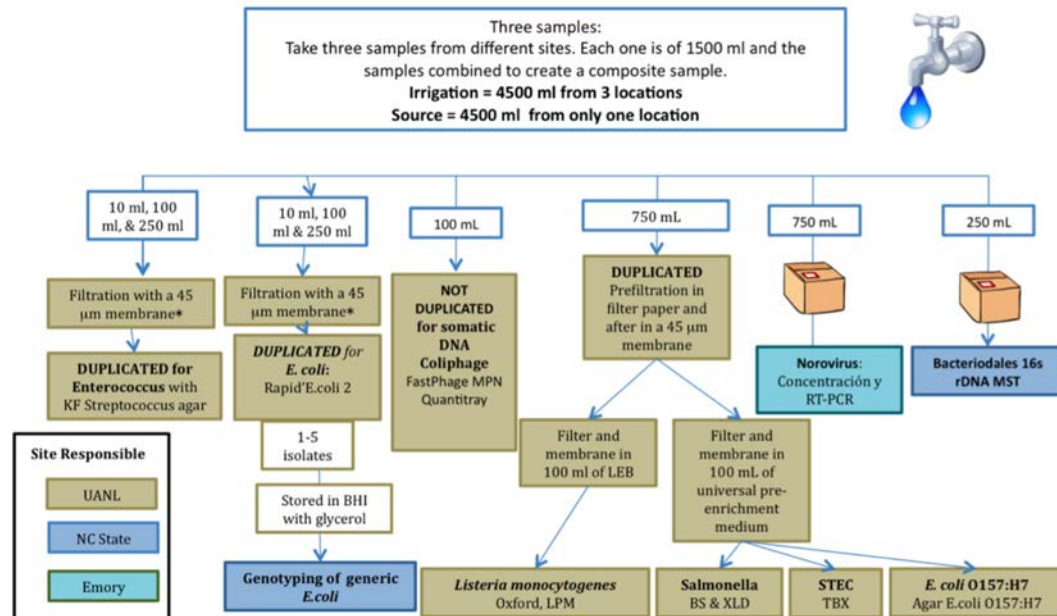 Three samples:
Take three samples from different sites. Each one is of 1500 ml and the
samples combined to create a composite sample.
Irrigation = 4500 ml from 3 locations
Source = 4500 ml  from only one location
10 ml, 100
ml, & 250 ml
10 ml, 100
ml & 250 ml
100 mL
750 mL
750 mL
250 mL
Filtration with a 45
μm membrane*
Filtration with a 45
μm membrane*
NOT
DUPLICATED
for somatic
DNA
Coliphage
FastPhage MPN
Quantitray
DUPLICATED
Prefiltration in
filter paper and
after in a 45 μm
membrane
DUPLICATED for
Enterococcus with
KF Streptococcus agar
DUPLICATED for
E. coli:
Rapid'E.coli 2
Norovirus:
Concentración y
RT-PCR
Bacteriodales 16s
rDNA MST
1-5
isolates
Filter and
membrane in
100 ml of LEB
Filter and
membrane in
100 mL of
universal pre-
enrichment
medium
Stored in BHI
with glycerol
Site Responsible
UANL
NC State
Emory
Genotyping of generic
E.coli
Listeria monocytogenes
Oxford, LPM
Salmonella
BS & XLD
STEC
TBX
E. coli O157:H7
Agar E.coli O157:H7